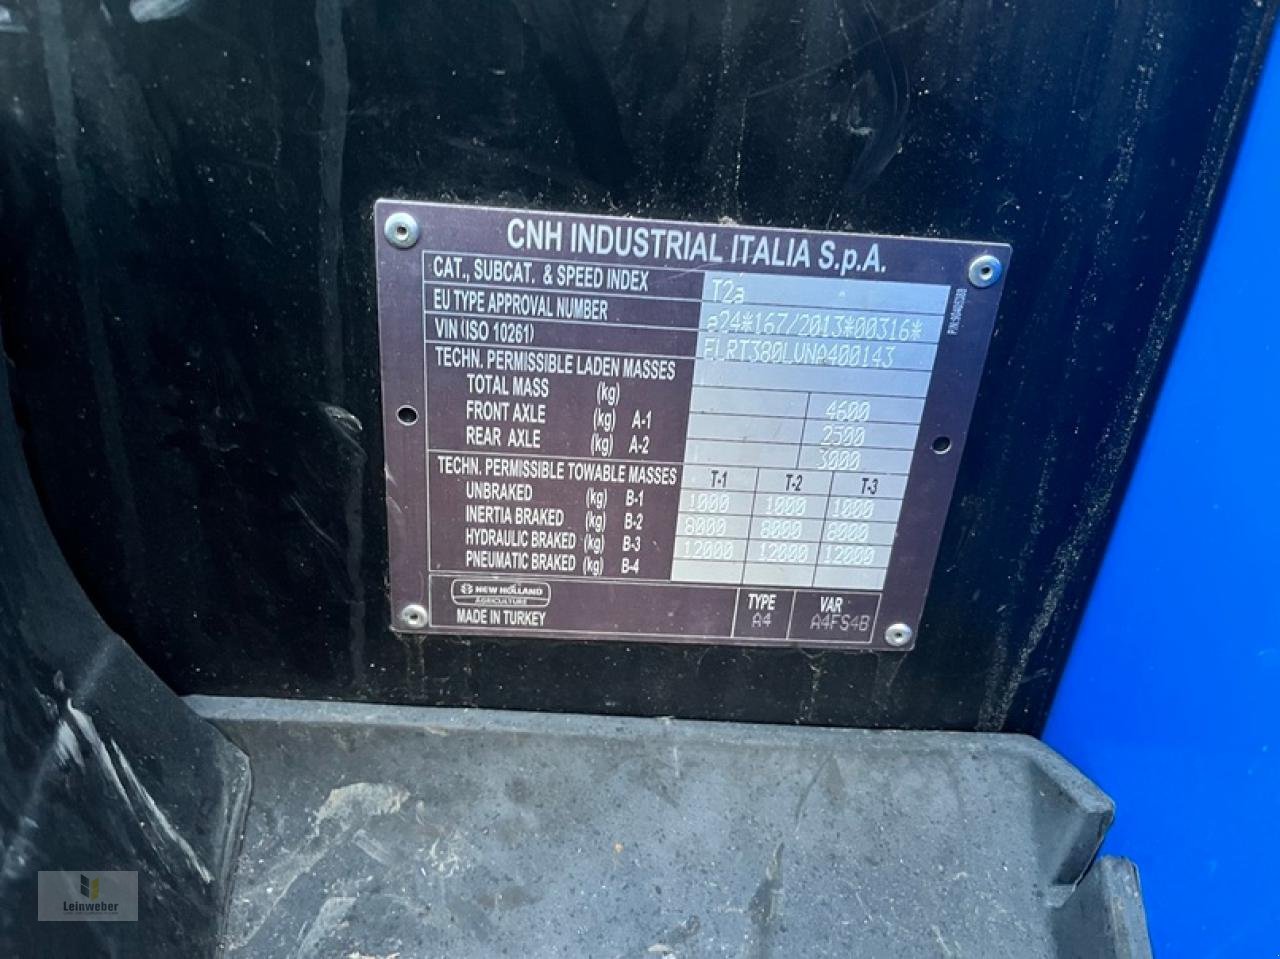 CNH INDUSTRIAL ITALIA S.p.A.
CAT., SUBCAT. & SPEED INDEX T2a
EU TYPE APPROVAL NUMBER e24*167/2013*00316*
VIN (ISO 10261) ELRT380LVNA400143
TECHN. PERMISSIBLE LADEN MASSES
TOTAL MASS (kg) 4600
FRONT AXLE (kg) A-1 2500
REAR AXLE (kg) A-2 3000
TECHN. PERMISSIBLE TOWABLE MASSES T-1 T-2 T-3
UNBRAKED (kg) B-1 1000 1000 1000
INERTIA BRAKED (kg) B-2 8000 8000 8000
HYDRAULIC BRAKED (kg) B-3 12000 12000 12000
PNEUMATIC BRAKED (kg) B-4
NEW HOLLAND
AGRICULTURE
MADE IN TURKEY
TYPE
A4
VAR
A4FS4B
Leinweber